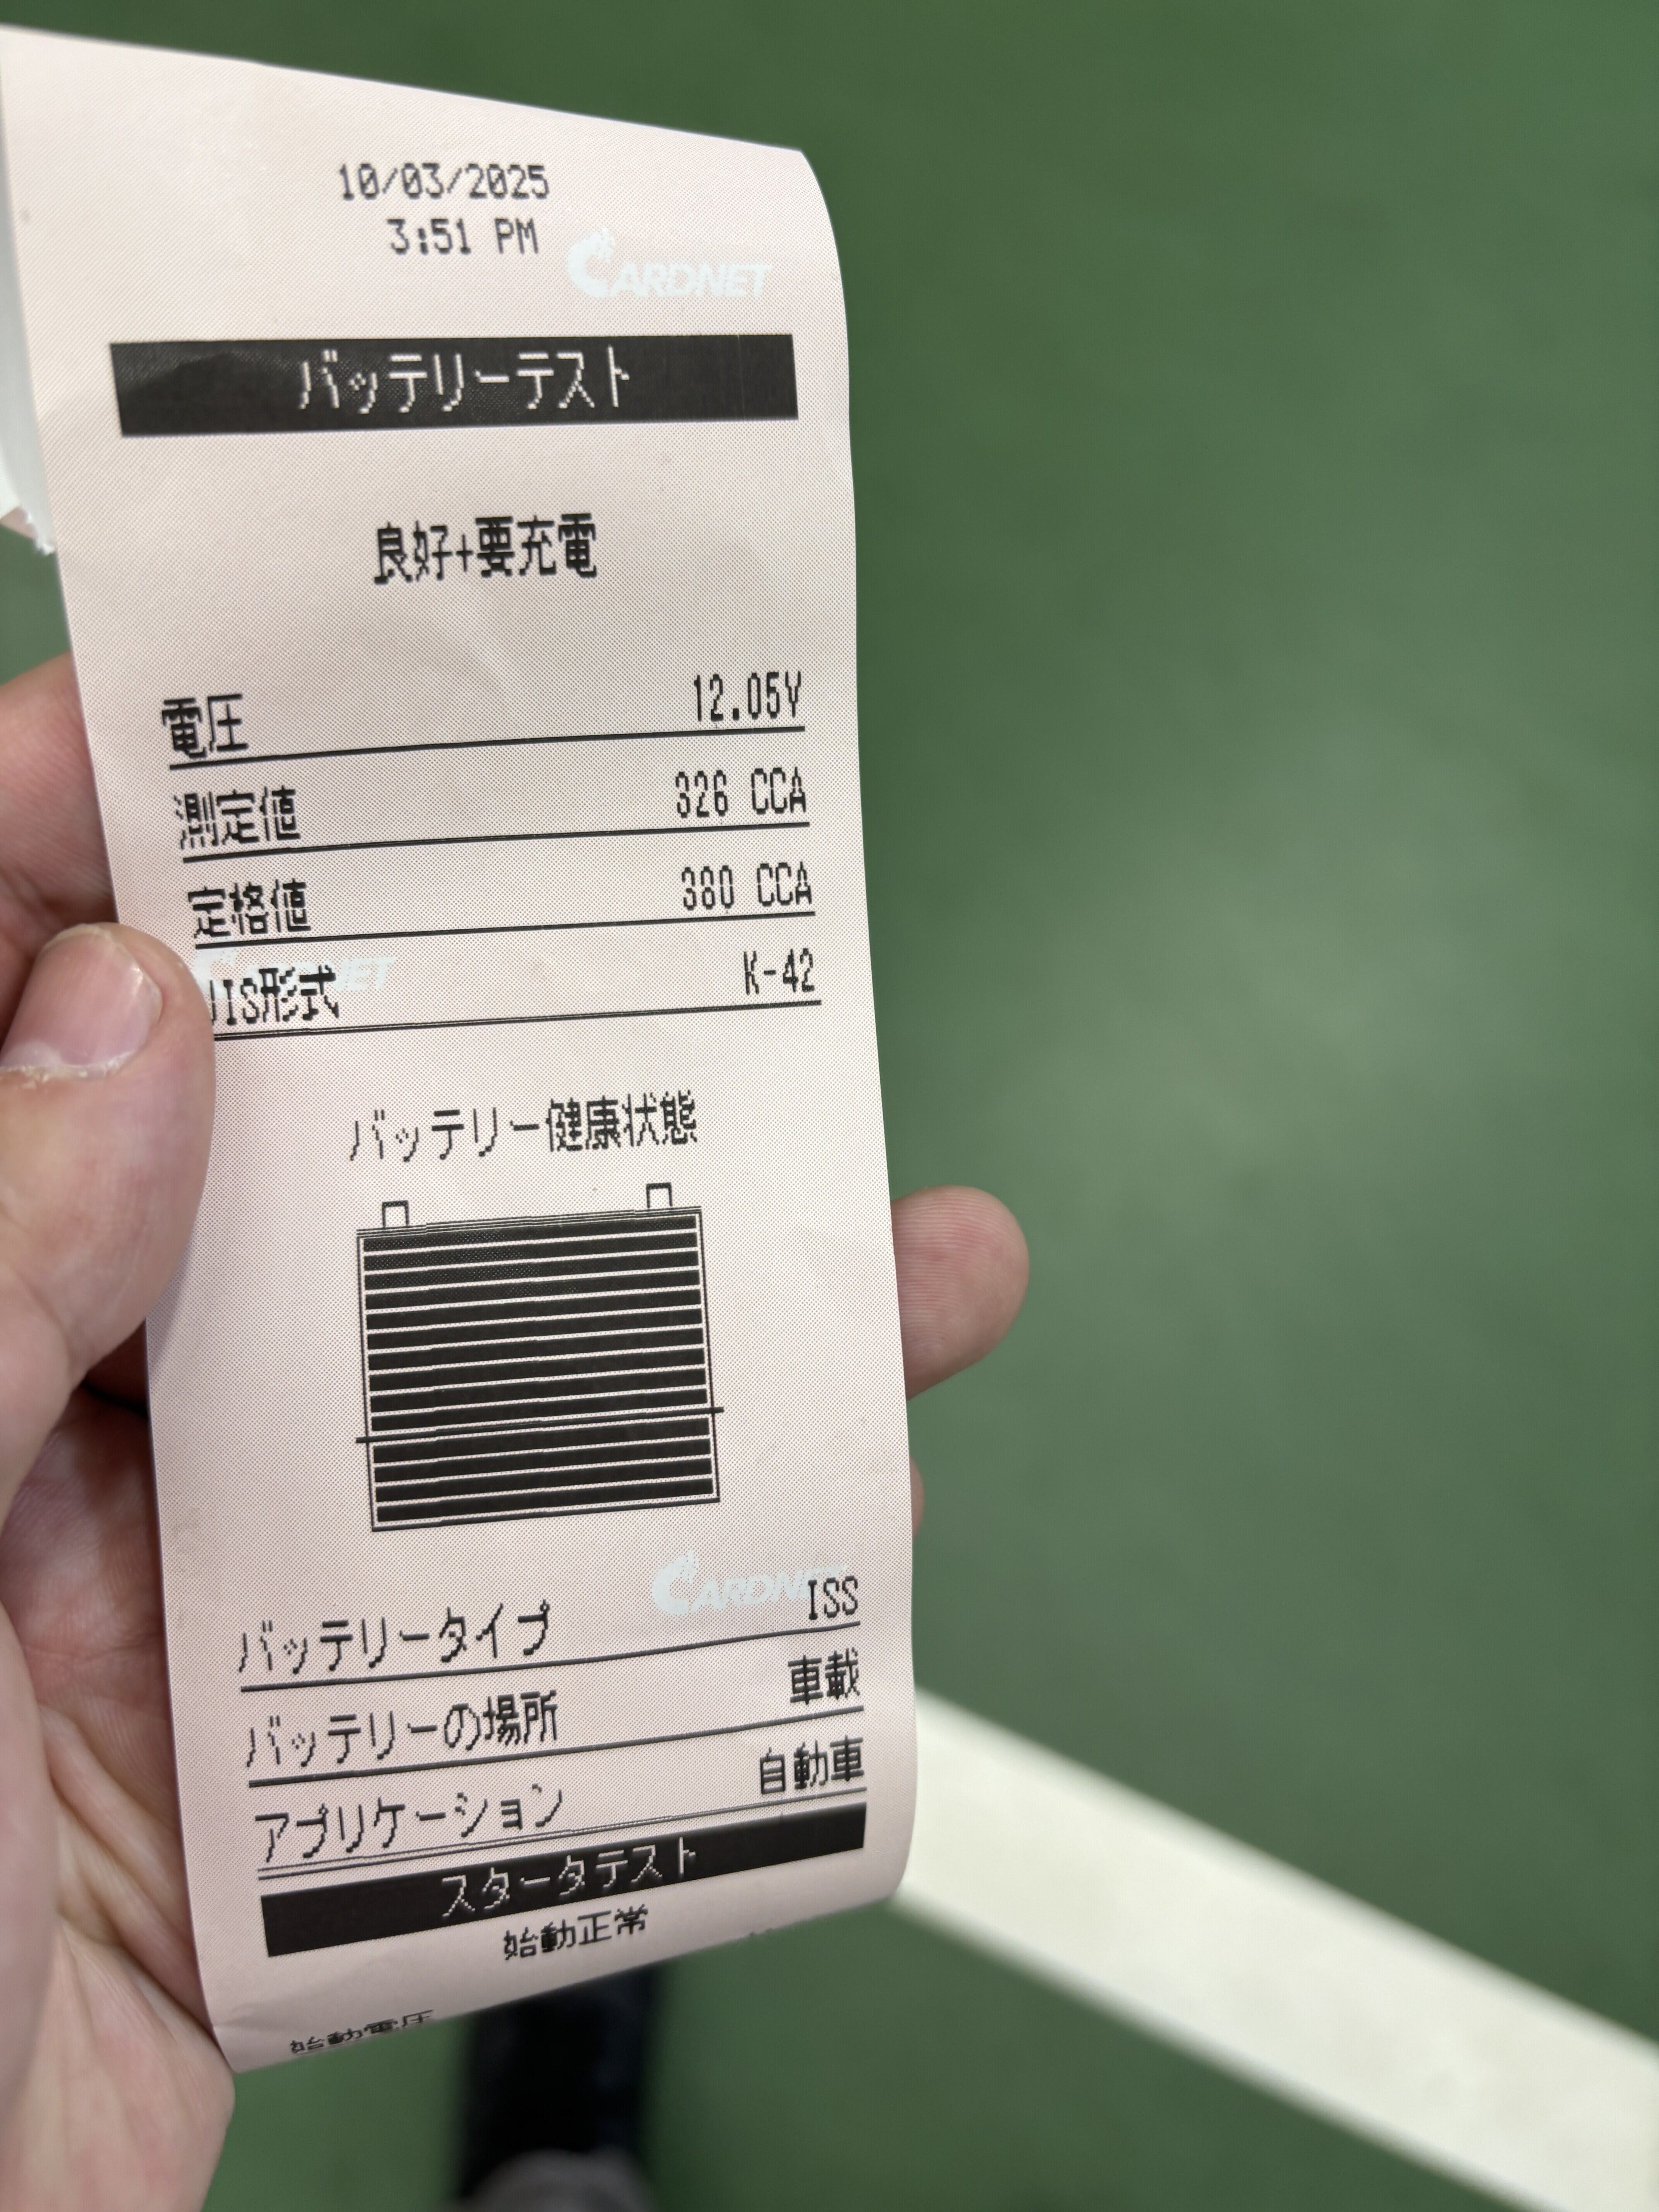 10/03/2025
3:51 PM
CARDNET
バッテリーテスト
良好+要充電
電圧 12.05V
測定値 326 CCA
定格値 380 CCA
JIS形式 K-42
バッテリー健康状態
CARDNET
バッテリータイプ ISS
バッテリーの場所 車載
アプリケーション 自動車
スタータテスト
始動正常
始動電圧